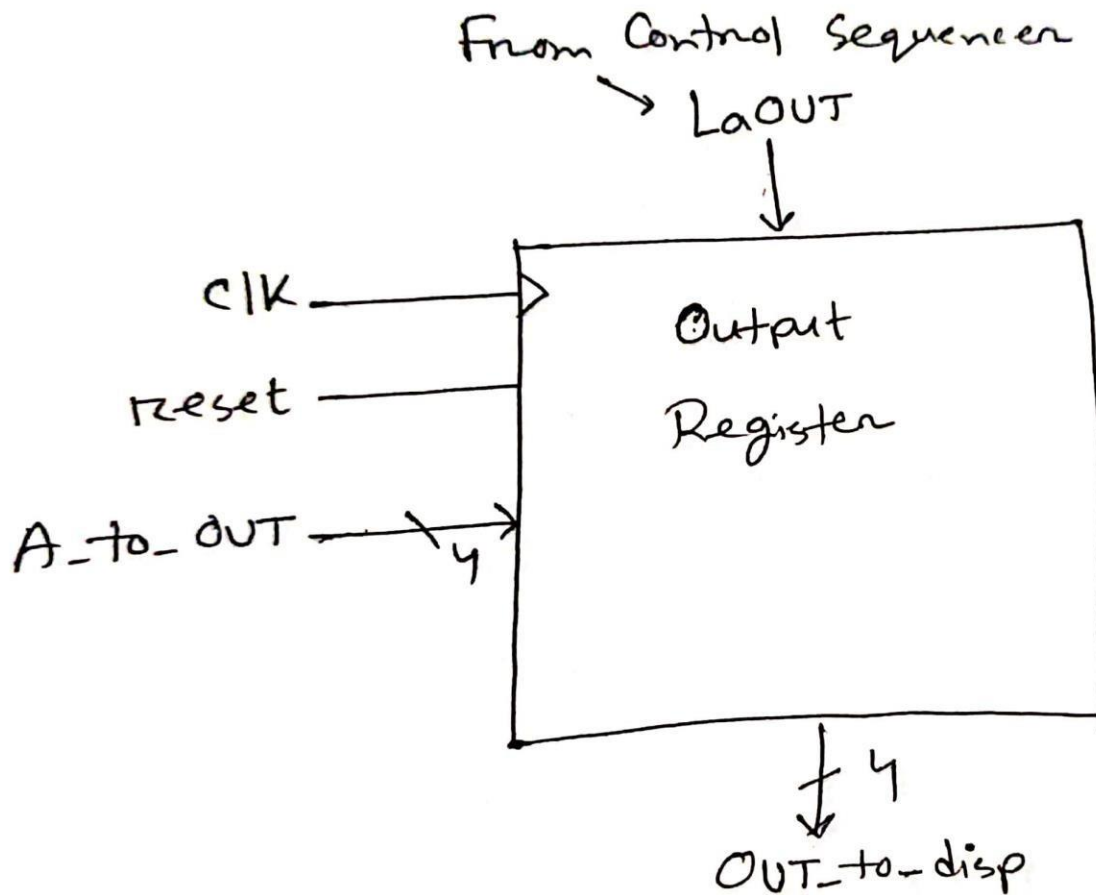 From Control Sequencer
LaOUT
clk
reset
Output
Register
A_to_OUT
4
4
OUT_to_disp